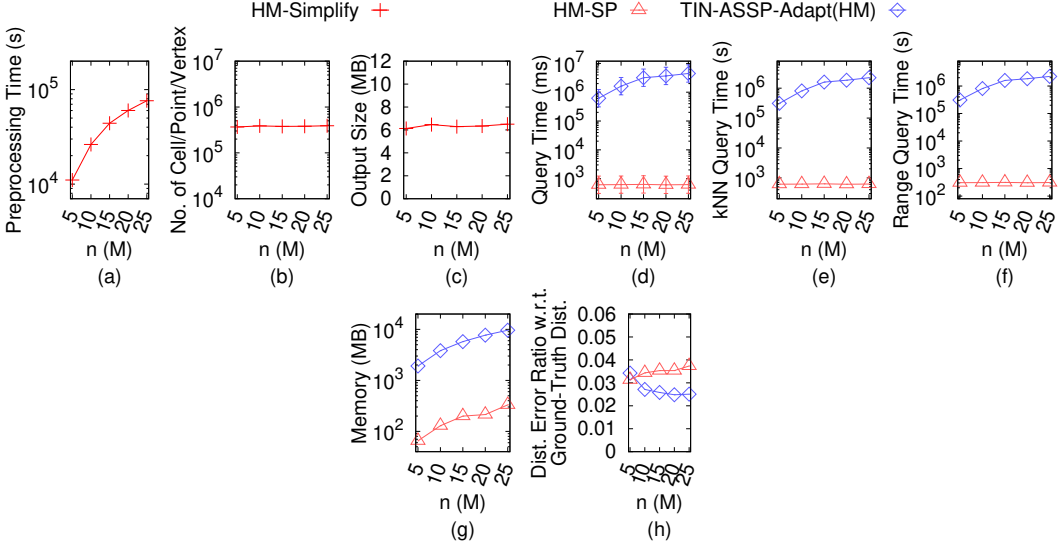 HM-Simplify HM-SP TIN-ASSP-Adapt(HM)
Preprocessing Time (s)
10^5
10^4
5 10 15 20 25
n (M)
(a)
No. of Cell/Point/Vertex
10^7
10^6
10^5
10^4
5 10 15 20 25
n (M)
(b)
Output Size (MB)
12
10
8
6
4
2
0
5 10 15 20 25
n (M)
(c)
Query Time (ms)
10^7
10^6
10^5
10^4
10^3
5 10 15 20 25
n (M)
(d)
kNN Query Time (s)
10^6
10^5
10^4
10^3
5 10 15 20 25
n (M)
(e)
Range Query Time (s)
10^6
10^5
10^4
10^3
10^2
5 10 15 20 25
n (M)
(f)
Memory (MB)
10^4
10^3
10^2
5 10 15 20 25
n (M)
(g)
Dist. Error Ratio w.r.t.
Ground-Truth Dist.
0.06
0.05
0.04
0.03
0.02
0.01
0
5 10 15 20 25
n (M)
(h)